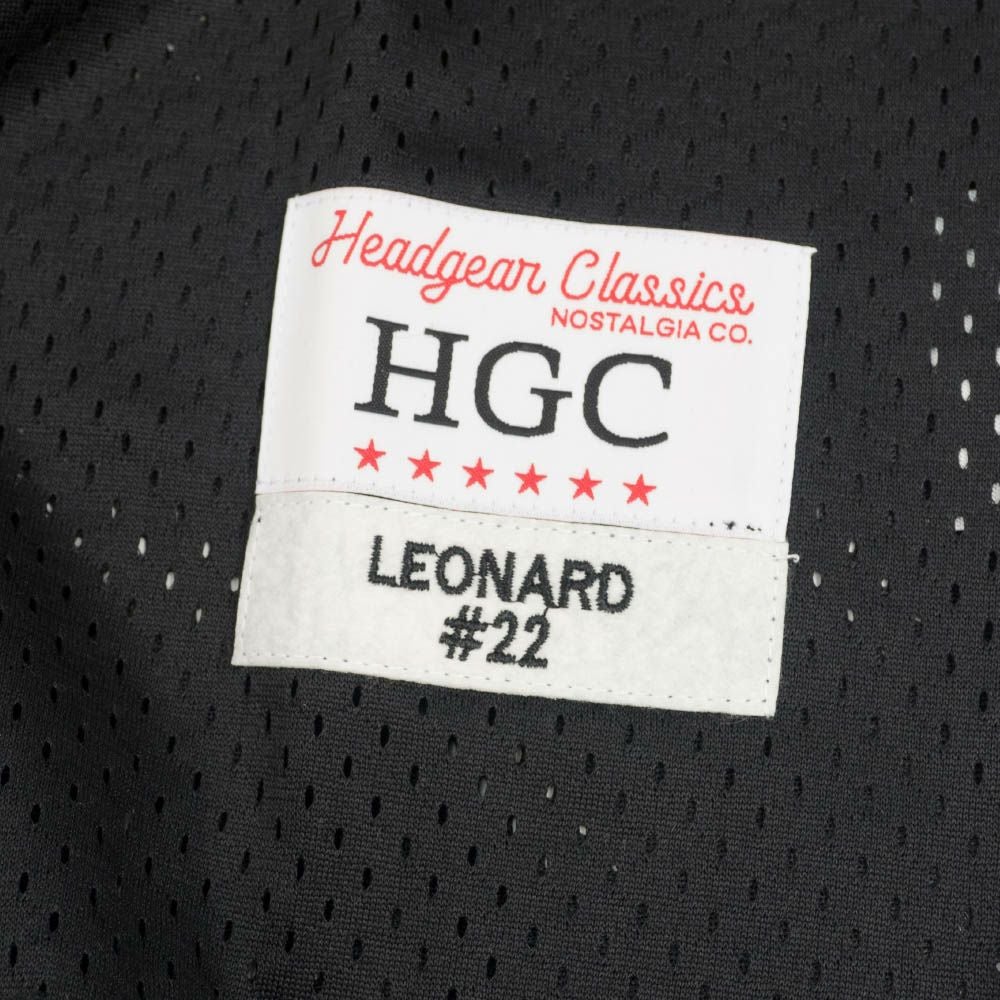 Headgear Classics
NOSTALGIA CO.
HGC
LEONARD
#22